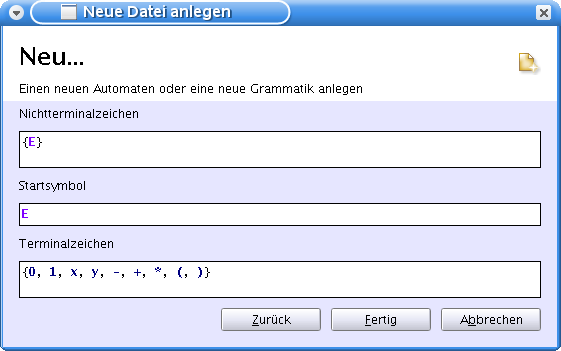 Neue Datei anlegen
Neu...
Einen neuen Automaten oder eine neue Grammatik anlegen
Nichtterminalzeichen
{E}
Startsymbol
E
Terminalzeichen
{0, 1, x, y, -, +, *, (, )}
Zurück Fertig Abbrechen